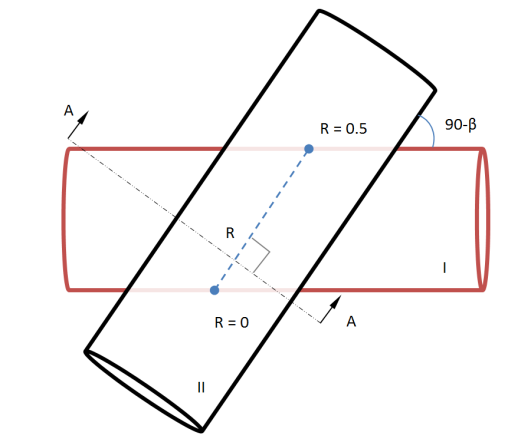 A
90-β
R = 0.5
R
I
A
R = 0
II